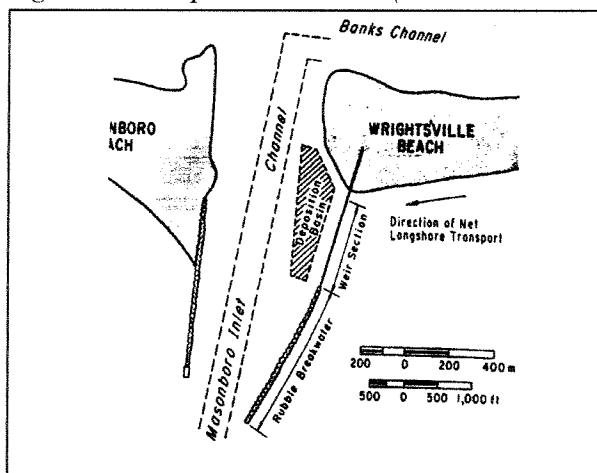 Banks Channel
NBORO
ACH
Channel
WRIGHTSVILLE
BEACH
Deposition
Basin
Direction of Net
Longshore Transport
Weir Section
Masonboro Inlet
Rubble Breakwater
200 0 200 400 m
500 0 500 1,000 ft